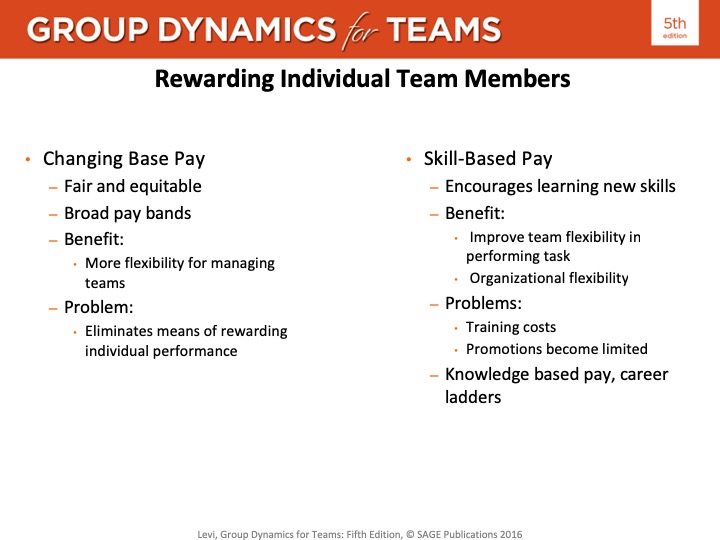 GROUP DYNAMICS for TEAMS
5th
edition
Rewarding Individual Team Members
• Changing Base Pay
– Fair and equitable
– Broad pay bands
– Benefit:
• More flexibility for managing
teams
– Problem:
• Eliminates means of rewarding
individual performance
• Skill-Based Pay
– Encourages learning new skills
– Benefit:
• Improve team flexibility in
performing task
• Organizational flexibility
– Problems:
• Training costs
• Promotions become limited
– Knowledge based pay, career
ladders
Levi, Group Dynamics for Teams: Fifth Edition, © SAGE Publications 2016